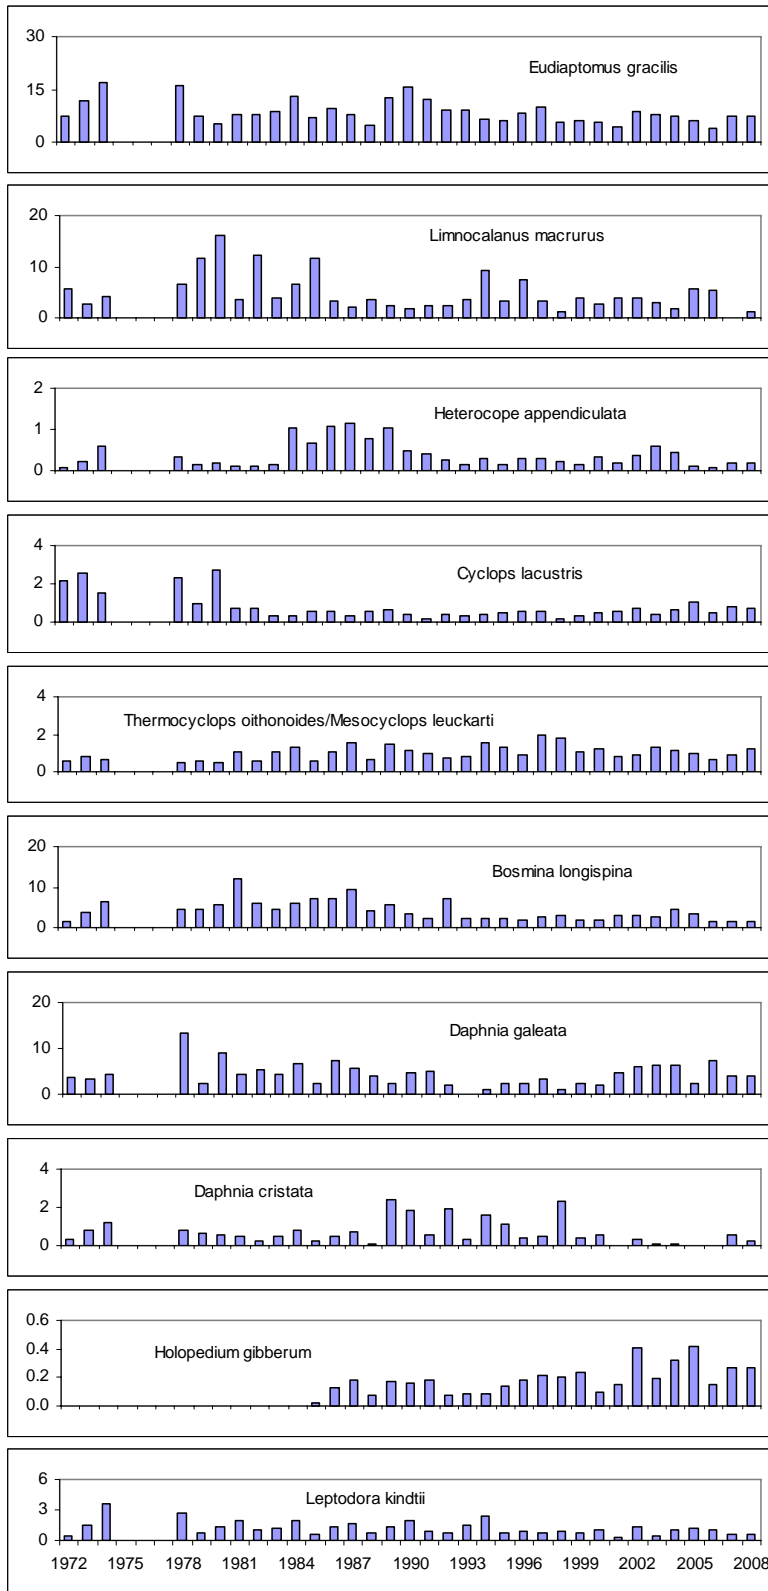 30
15
0
Eudiaptomus gracilis
20
10
0
Limnocalanus macrurus
2
1
0
Heterocope appendiculata
4
2
0
Cyclops lacustris
4
2
0
Thermocyclops oithonoides/Mesocyclops leuckarti
20
10
0
Bosmina longispina
20
10
0
Daphnia galeata
4
2
0
Daphnia cristata
0.6
0.4
0.2
0.0
Holopedium gibberum
6
3
0
Leptodora kindtii
1972 1975 1978 1981 1984 1987 1990 1993 1996 1999 2002 2005 2008